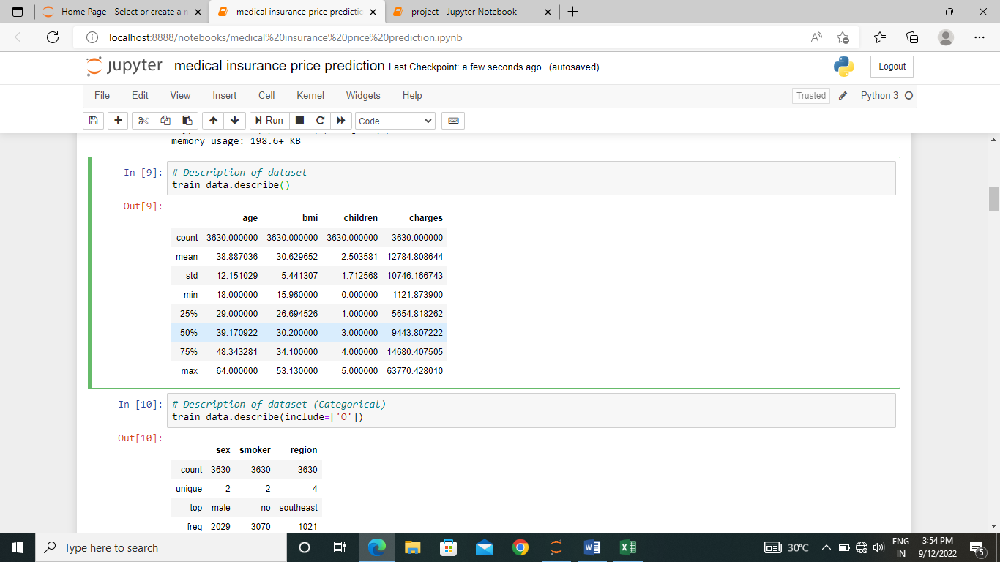 Home Page - Select or create a n
medical insurance price predictic
project - Jupyter Notebook
localhost:8888/notebooks/medical%20insurance%20price%20prediction.ipynb
jupyter medical insurance price prediction Last Checkpoint: a few seconds ago (autosaved)
Logout
File Edit View Insert Cell Kernel Widgets Help
Trusted Python 3
Run Code
memory usage: 198.6+ KB
In [9]: # Description of dataset
train_data.describe()
Out[9]:
age bmi children charges
count 3630.000000 3630.000000 3630.000000 3630.000000
mean 38.887036 30.629652 2.503581 12784.808644
std 12.151029 5.441307 1.712568 10746.166743
min 18.000000 15.960000 0.000000 1121.873900
25% 29.000000 26.694526 1.000000 5654.818262
50% 39.170922 30.200000 3.000000 9443.807222
75% 48.343281 34.100000 4.000000 14680.407505
max 64.000000 53.130000 5.000000 63770.428010
In [10]: # Description of dataset (Categorical)
train_data.describe(include=['O'])
Out[10]:
sex smoker region
count 3630 3630 3630
unique 2 2 4
top male no southeast
freq 2029 3070 1021
Type here to search
30°C
ENG
IN
3:54 PM
9/12/2022
5